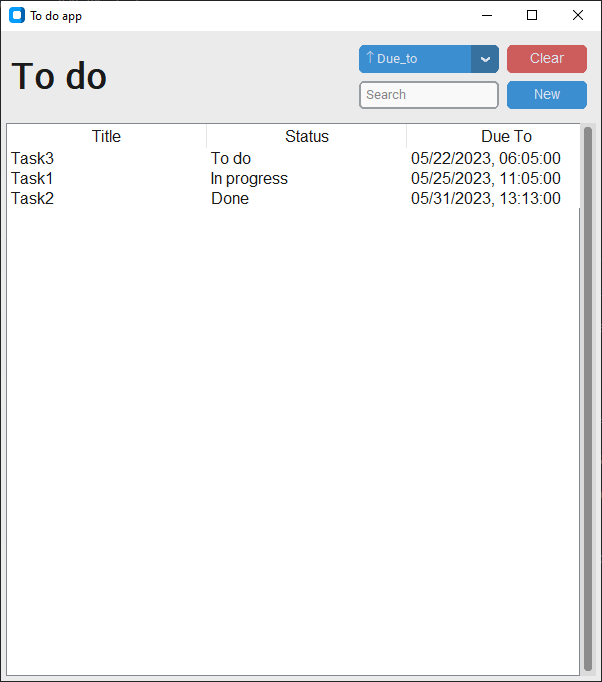 To do app
To do
↑ Due_to
Clear
Search
New
Title Status Due To
Task3 To do 05/22/2023, 06:05:00
Task1 In progress 05/25/2023, 11:05:00
Task2 Done 05/31/2023, 13:13:00